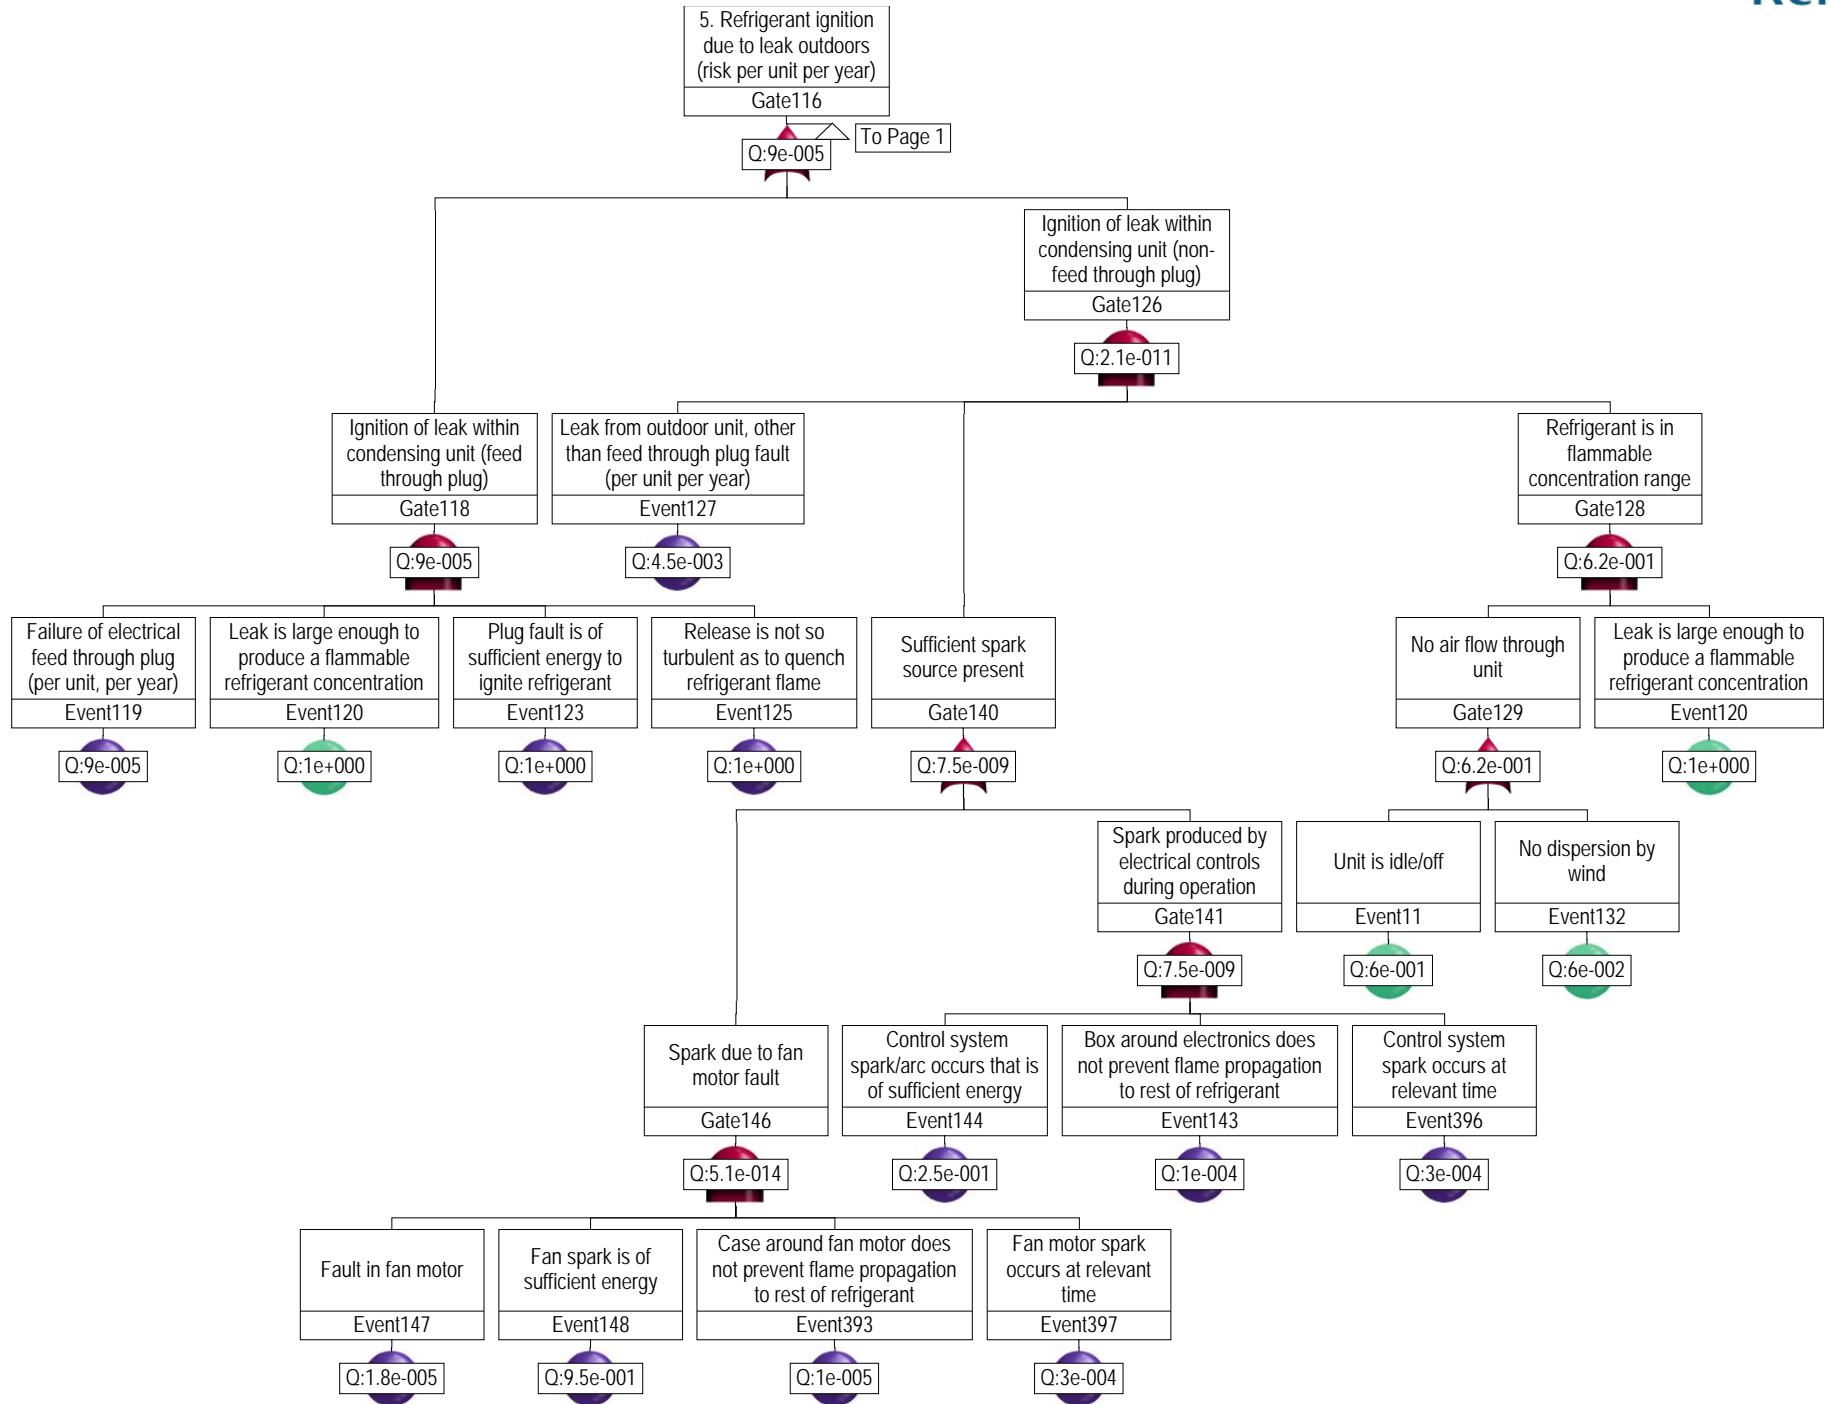 5. Refrigerant ignition
due to leak outdoors
(risk per unit per year)
Gate116
To Page 1
Q:9e-005
Ignition of leak within
condensing unit (non-
feed through plug)
Gate126
Q:2.1e-011
Ignition of leak within
condensing unit (feed
through plug)
Gate118
Q:9e-005
Leak from outdoor unit, other
than feed through plug fault
(per unit per year)
Event127
Q:4.5e-003
Refrigerant is in
flammable
concentration range
Gate128
Q:6.2e-001
Failure of electrical
feed through plug
(per unit, per year)
Event119
Q:9e-005
Leak is large enough to
produce a flammable
refrigerant concentration
Event120
Q:1e+000
Plug fault is of
sufficient energy to
ignite refrigerant
Event123
Q:1e+000
Release is not so
turbulent as to quench
refrigerant flame
Event125
Q:1e+000
Sufficient spark
source present
Gate140
Q:7.5e-009
No air flow through
unit
Gate129
Q:6.2e-001
Leak is large enough to
produce a flammable
refrigerant concentration
Event120
Q:1e+000
Spark produced by
electrical controls
during operation
Gate141
Q:7.5e-009
Unit is idle/off
Event11
Q:6e-001
No dispersion by
wind
Event132
Q:6e-002
Spark due to fan
motor fault
Gate146
Q:5.1e-014
Control system
spark/arc occurs that is
of sufficient energy
Event144
Q:2.5e-001
Box around electronics does
not prevent flame propagation
to rest of refrigerant
Event143
Q:1e-004
Control system
spark occurs at
relevant time
Event396
Q:3e-004
Fault in fan motor
Event147
Q:1.8e-005
Fan spark is of
sufficient energy
Event148
Q:9.5e-001
Case around fan motor does
not prevent flame propagation
to rest of refrigerant
Event393
Q:1e-005
Fan motor spark
occurs at relevant
time
Event397
Q:3e-004